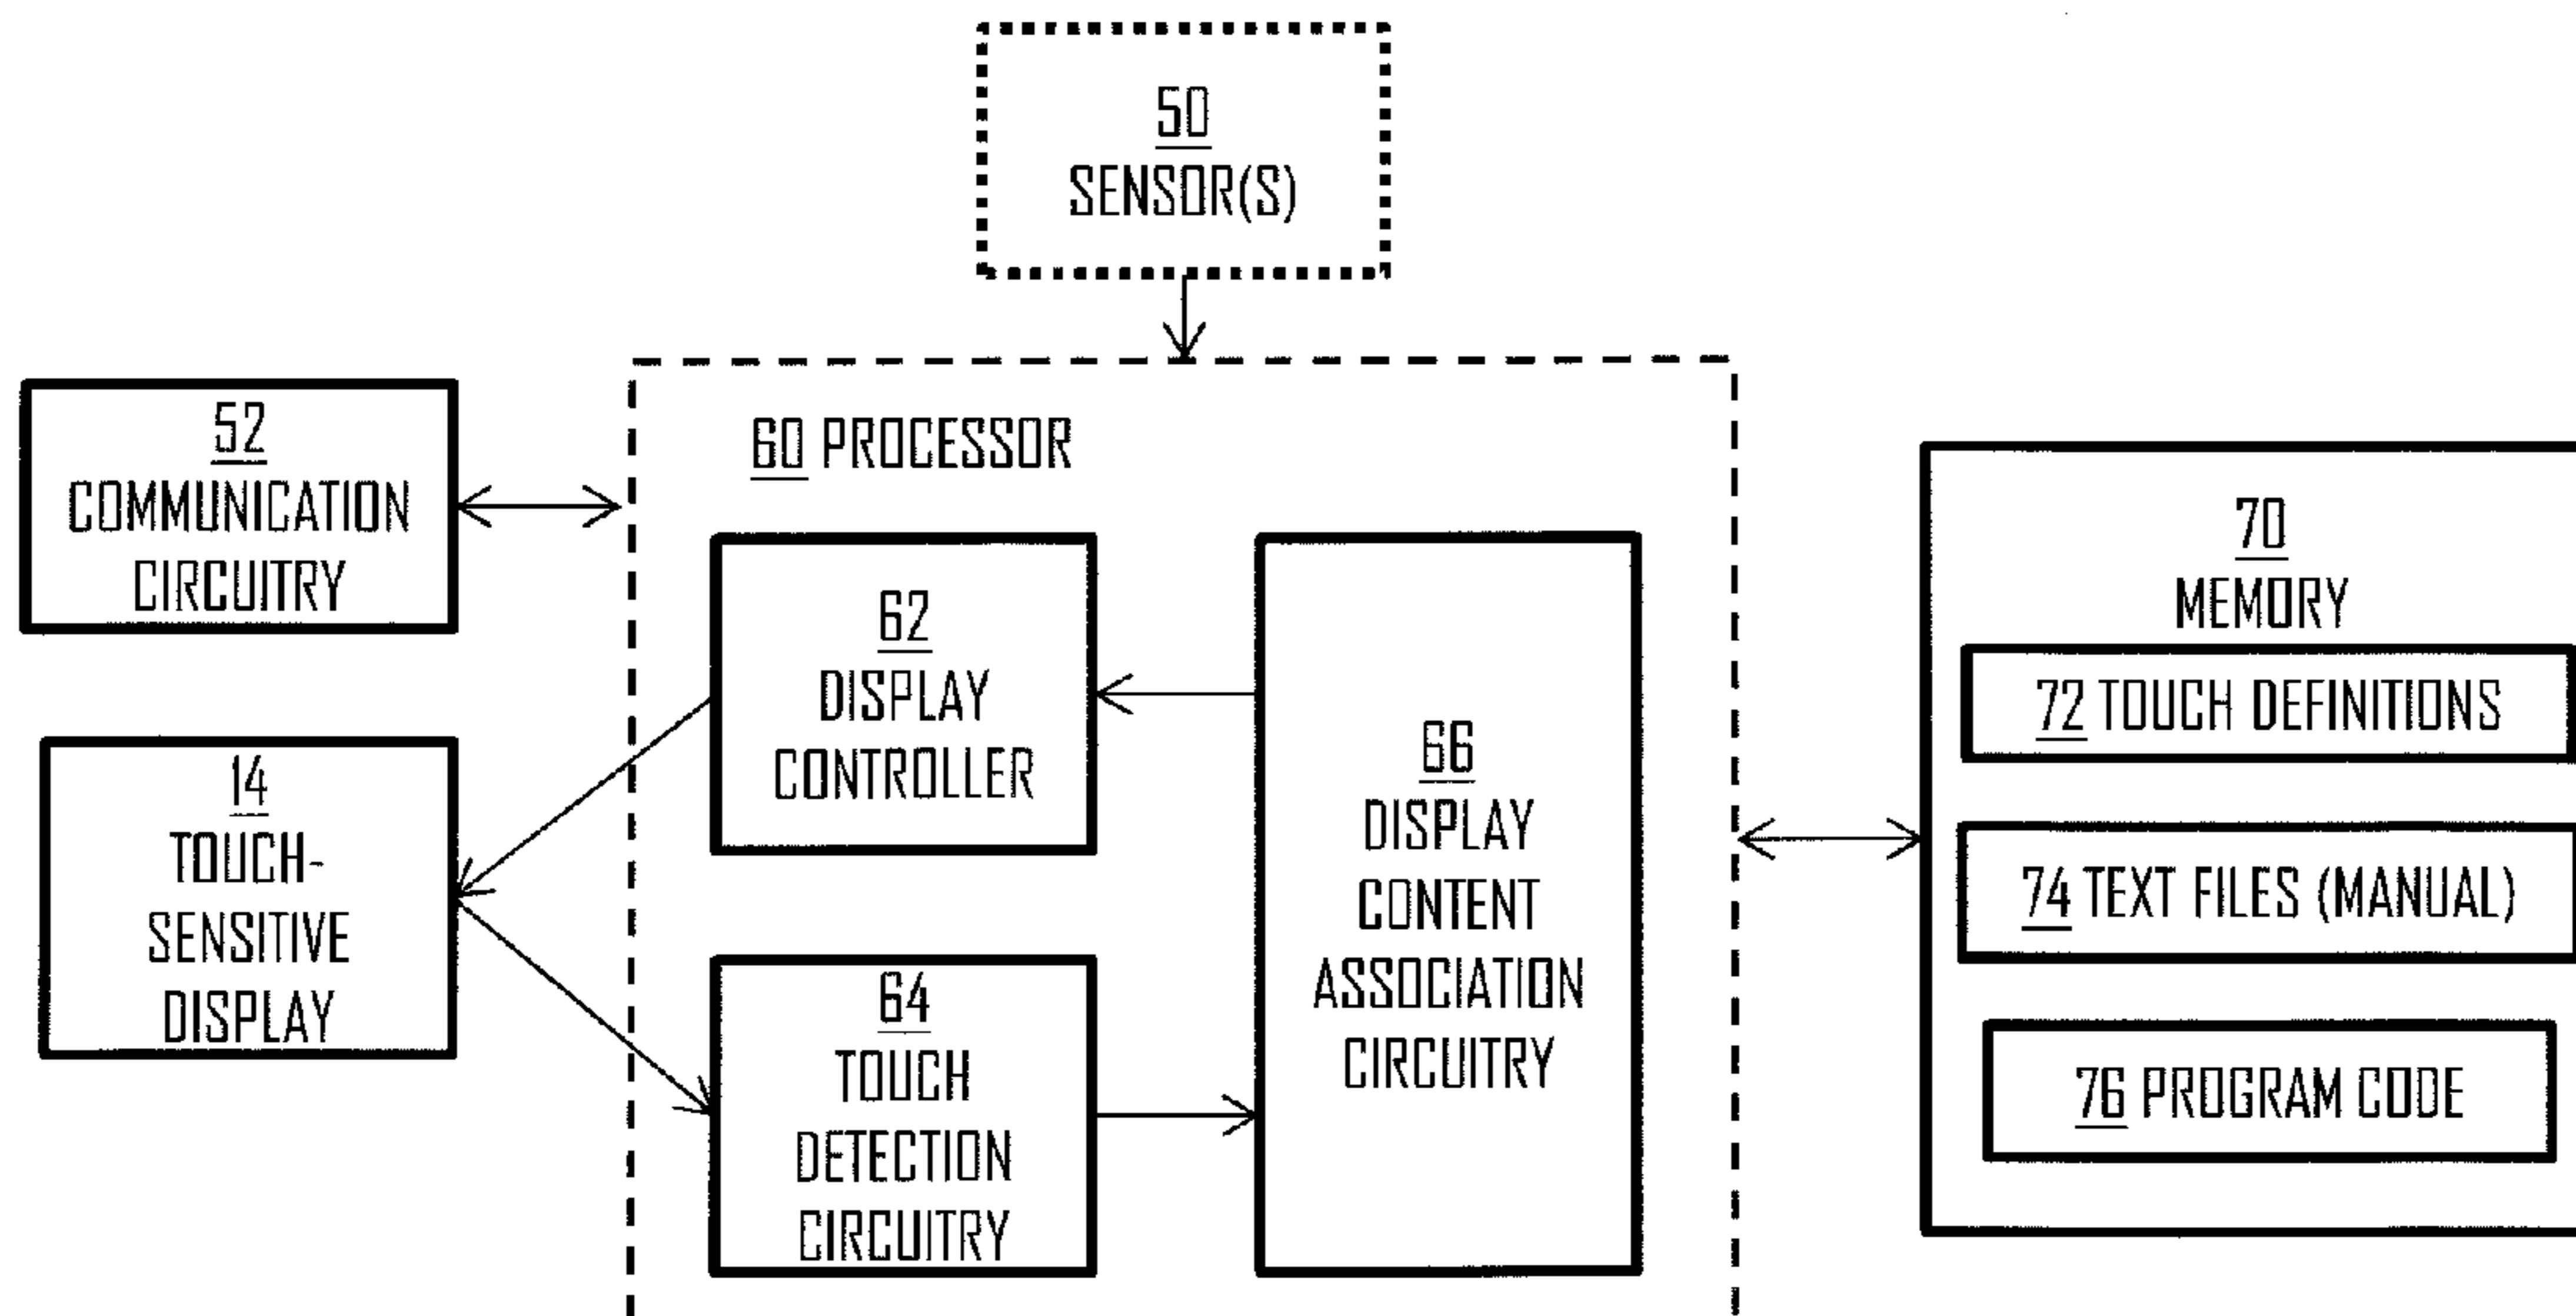 50
SENSOR(S)
52
COMMUNICATION
CIRCUITRY
14
TOUCH-
SENSITIVE
DISPLAY
60 PROCESSOR
62
DISPLAY
CONTROLLER
64
TOUCH
DETECTION
CIRCUITRY
66
DISPLAY
CONTENT
ASSOCIATION
CIRCUITRY
70
MEMORY
72 TOUCH DEFINITIONS
74 TEXT FILES (MANUAL)
76 PROGRAM CODE